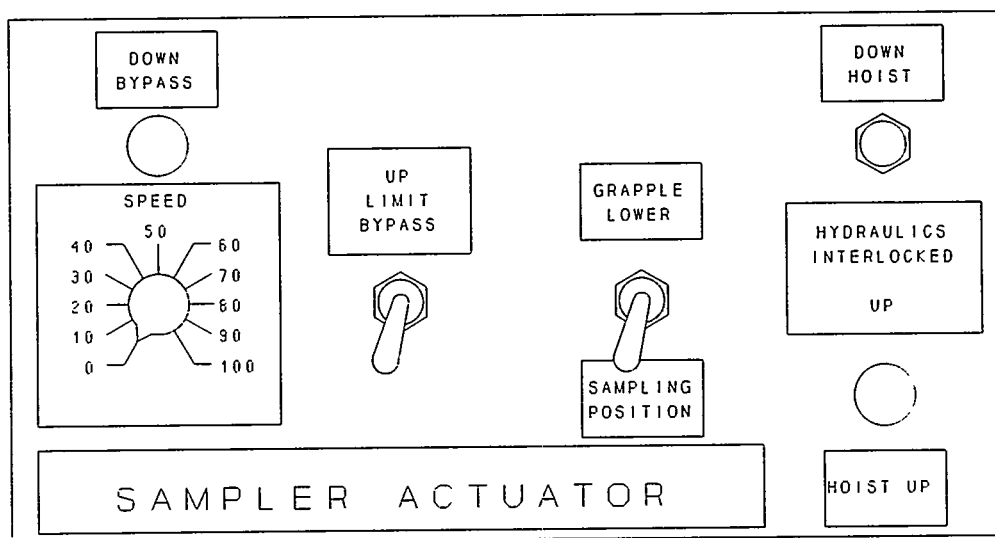 DOWN
BYPASS
DOWN
HOIST
UP
LIMIT
BYPASS
GRAPPLE
LOWER
SPEED
50
40
60
30
70
20
80
10
90
0
100
HYDRAULICS
INTERLOCKED
UP
SAMPLING
POSITION
SAMPLER ACTUATOR
HOIST UP